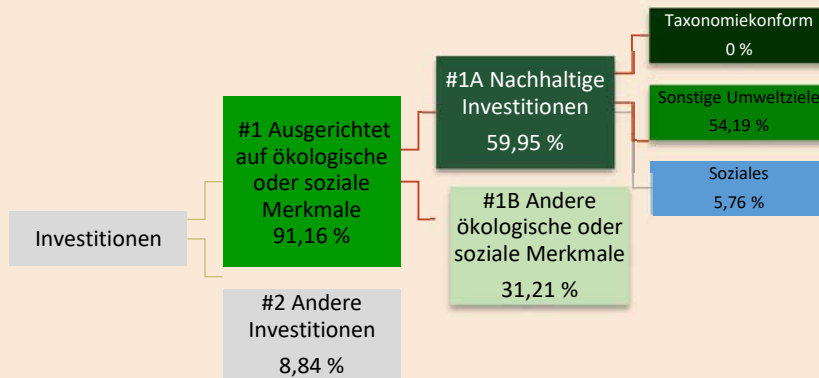 Investitionen
#1 Ausgerichtet
auf ökologische
oder soziale
Merkmale
91,16 %
#2 Andere
Investitionen
8,84 %
#1A Nachhaltige
Investitionen
59,95 %
#1B Andere
ökologische oder
soziale Merkmale
31,21 %
Taxonomiekonform
0 %
Sonstige Umweltziele
54,19 %
Soziales
5,76 %